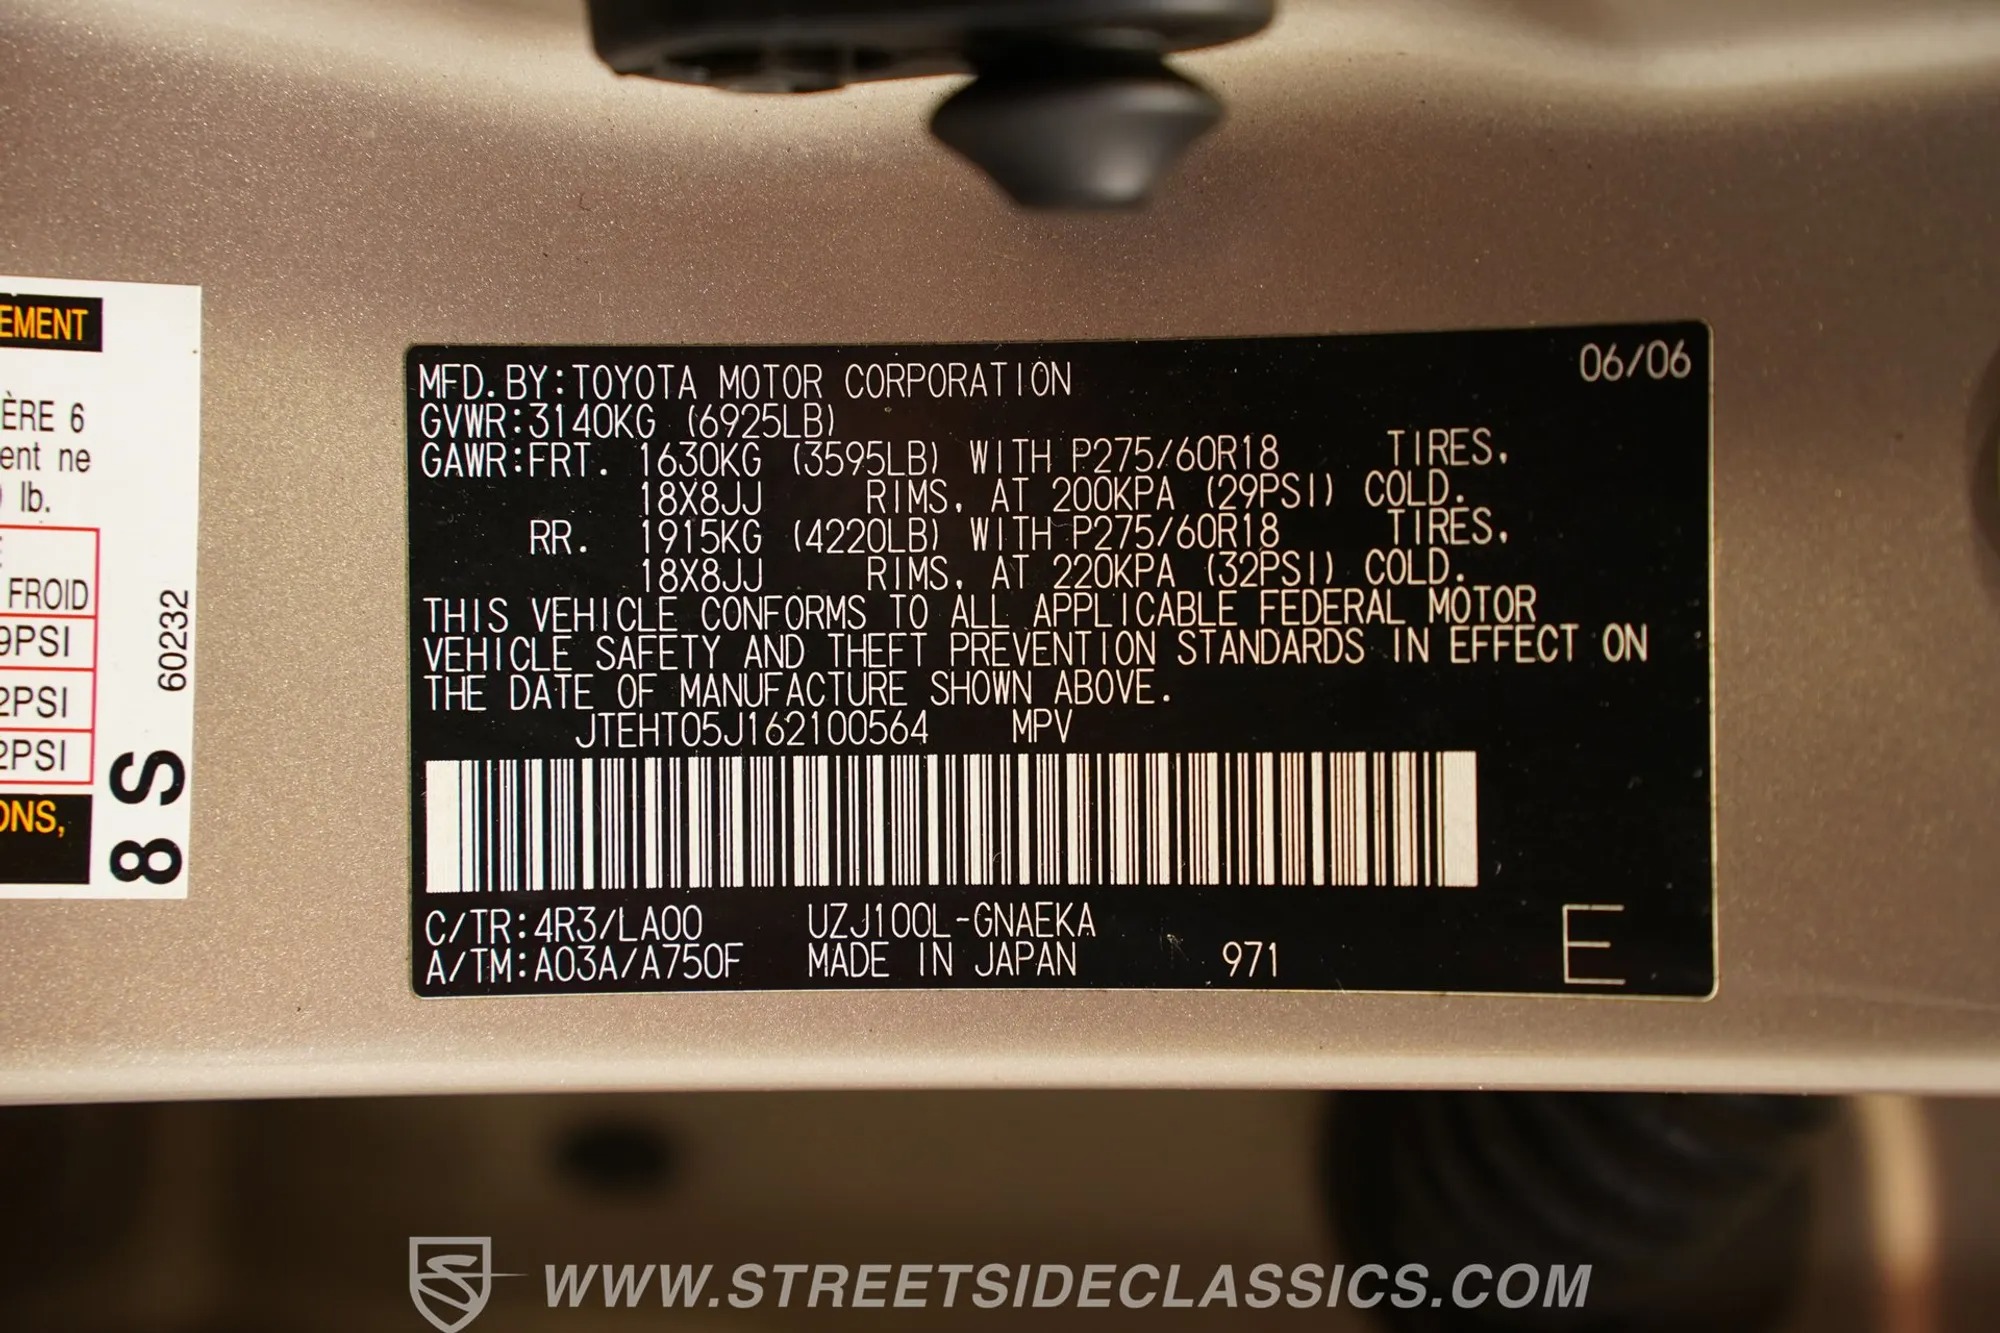 EMENT
ÈRE 6
ent ne
lb.
FROID
9PSI
2PSI
2PSI
ONS,
60232
8 S
06/06
MFD.BY:TOYOTA MOTOR CORPORATION
GVWR:3140KG (6925LB)
GAWR:FRT. 1630KG (3595LB) WITH P275/60R18 TIRES,
18X8JJ RIMS, AT 200KPA (29PSI) COLD.
RR. 1915KG (4220LB) WITH P275/60R18 TIRES,
18X8JJ RIMS, AT 220KPA (32PSI) COLD.
THIS VEHICLE CONFORMS TO ALL APPLICABLE FEDERAL MOTOR
VEHICLE SAFETY AND THEFT PREVENTION STANDARDS IN EFFECT ON
THE DATE OF MANUFACTURE SHOWN ABOVE.
JTEHT05J162100564 MPV
C/TR:4R3/LA00 UZJ100L-GNAEKA
A/TM:A03A/A750F MADE IN JAPAN 971 E
WWW.STREETSIDECLASSICS.COM